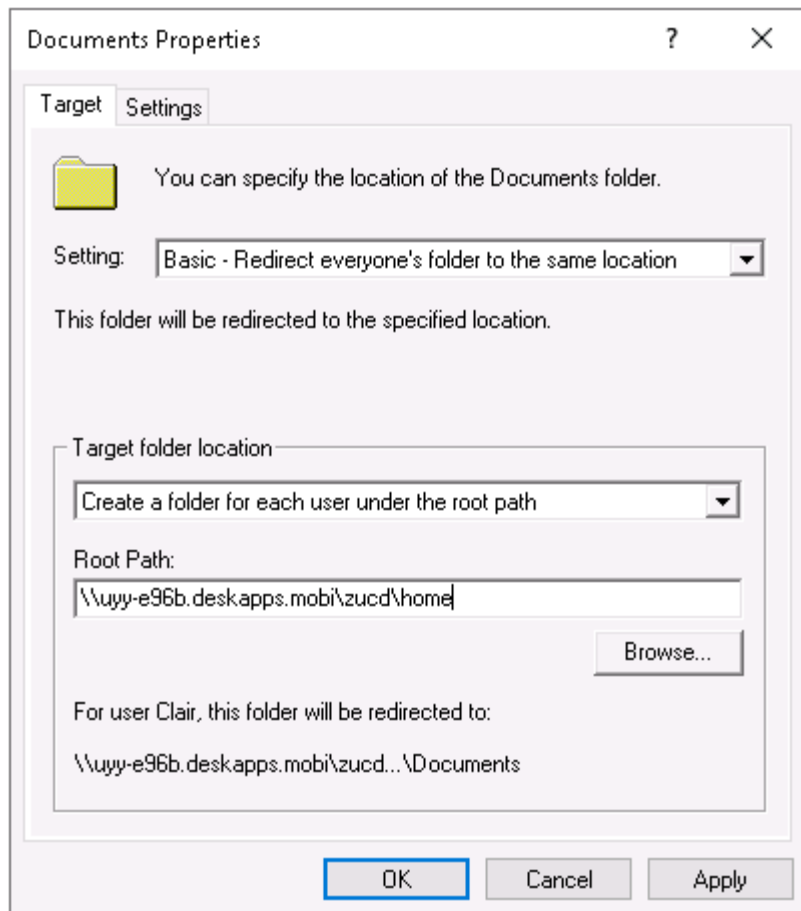 Documents Properties
?
Target
Settings
You can specify the location of the Documents folder.
Setting:
Basic - Redirect everyone's folder to the same location
This folder will be redirected to the specified location.
Target folder location
Create a folder for each user under the root path
Root Path:
\\uyy-e96b.deskapps.mobi\zucd\home
Browse...
For user Clair, this folder will be redirected to:
\\uyy-e96b.deskapps.mobi\zucd...\Documents
OK
Cancel
Apply